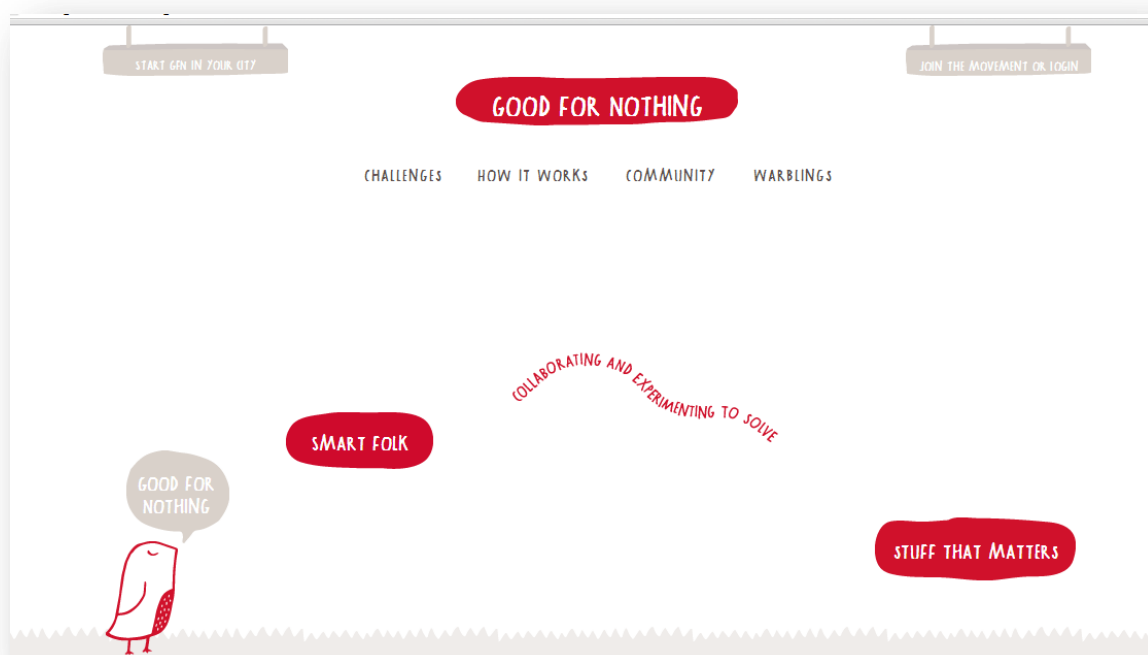 START GFN IN YOUR CITY
JOIN THE MOVEMENT OR LOGIN
GOOD FOR NOTHING
CHALLENGES HOW IT WORKS COMMUNITY WARBLINGS
COLLABORATING AND EXPERIMENTING TO SOLVE
SMART FOLK
GOOD FOR
NOTHING
STUFF THAT MATTERS